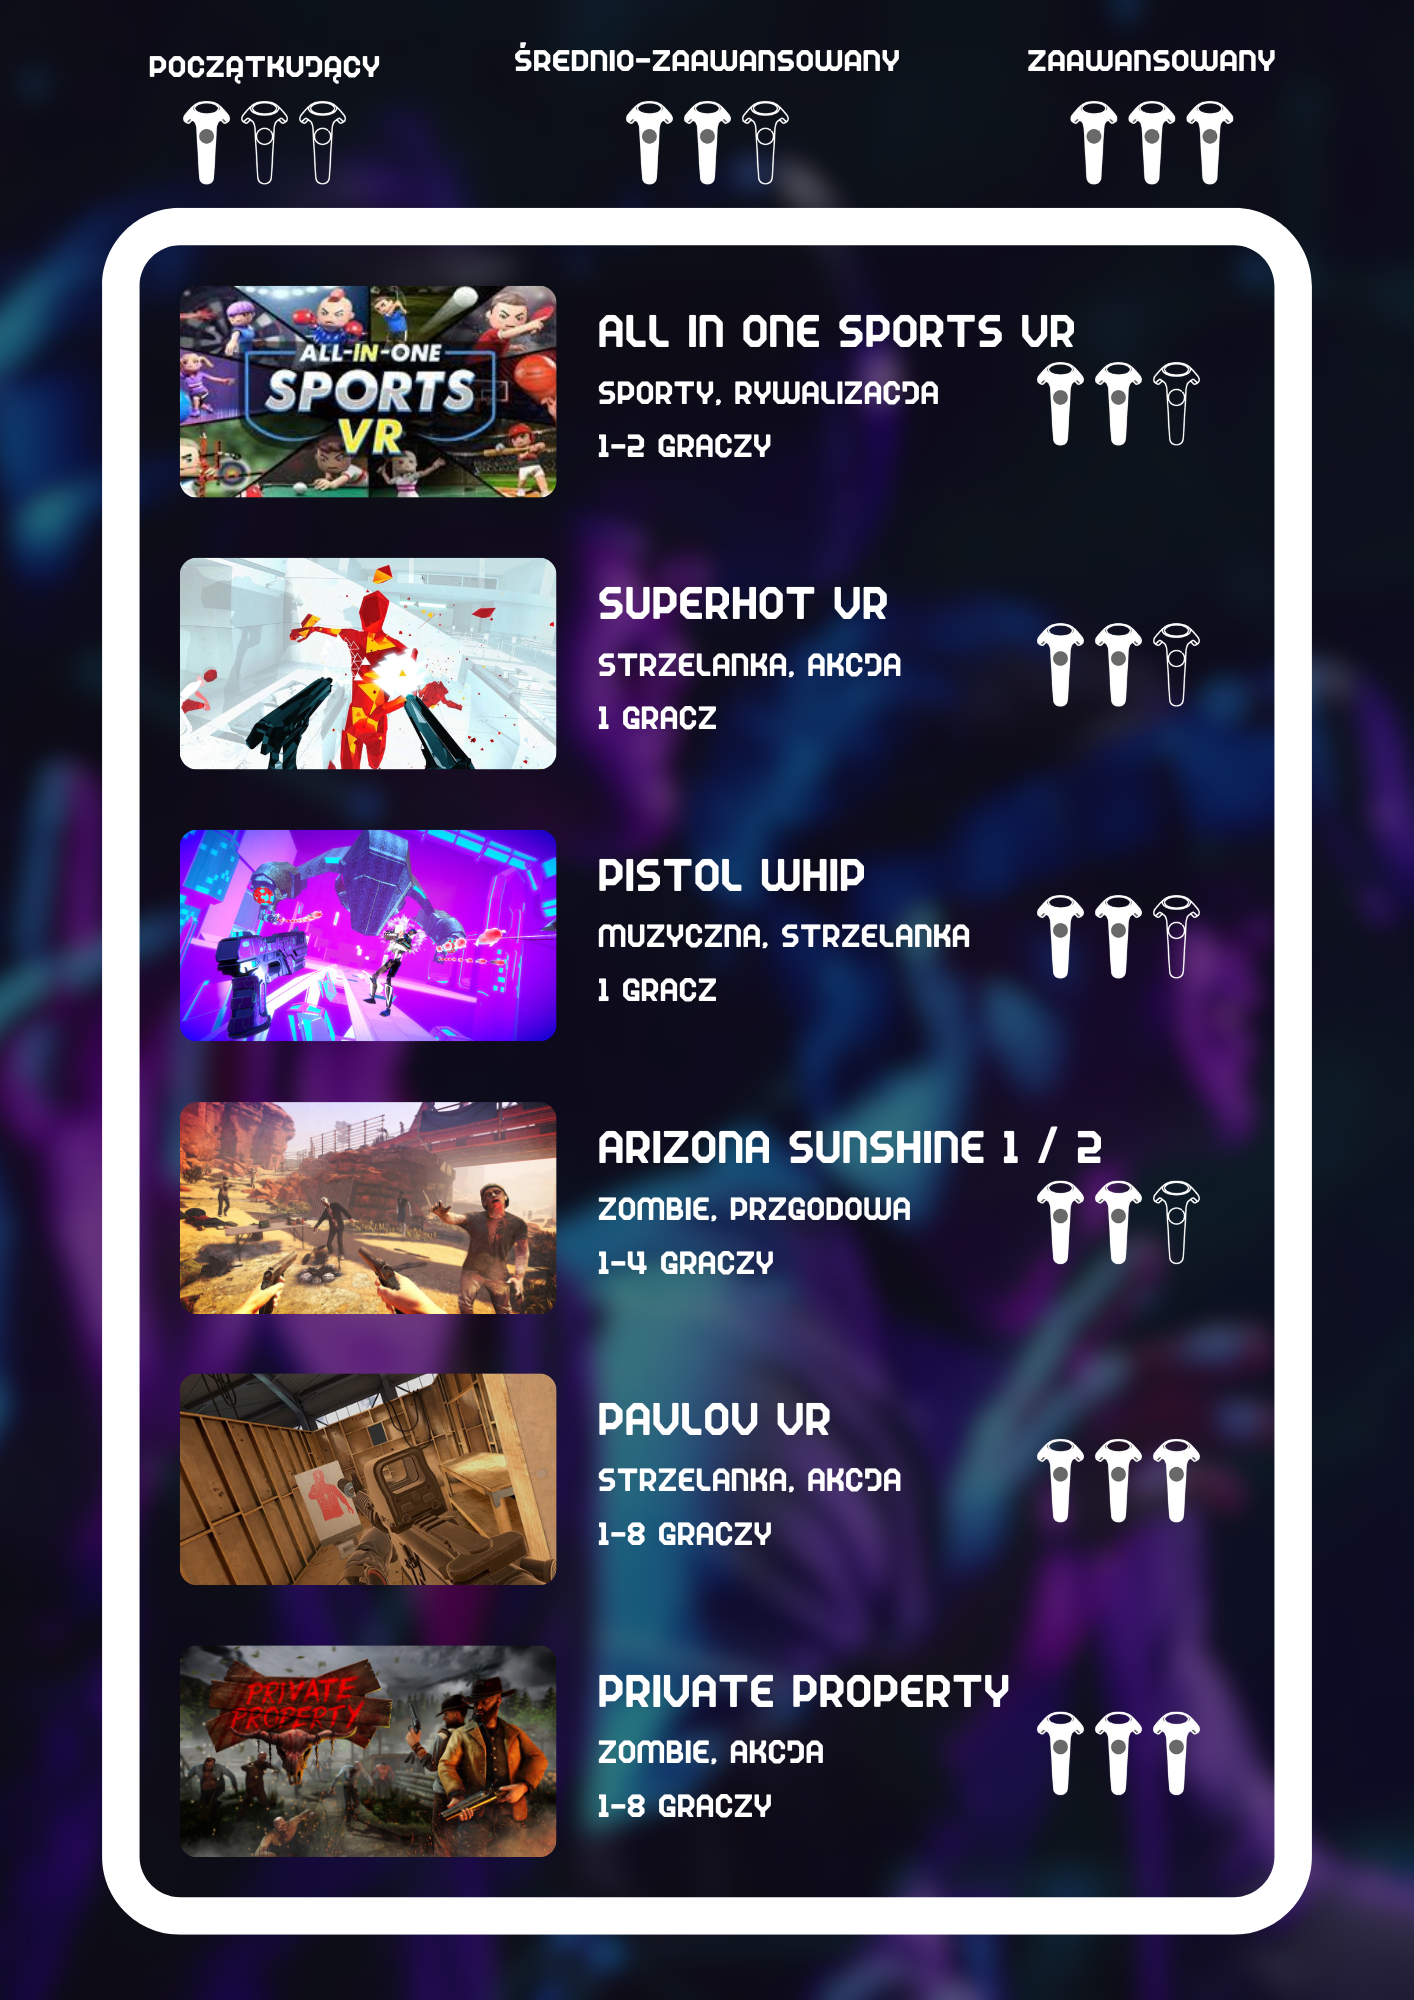 POCZĄTKUJĄCY
ŚREDNIO-ZAAWANSOWANY
ZAAWANSOWANY
ALL-IN-ONE
SPORTS
VR
ALL IN ONE SPORTS VR
SPORTY, RYWALIZACJA
1-2 GRACZY
SUPERHOT VR
STRZELANKA, AKCJA
1 GRACZ
PISTOL WHIP
MUZYCZNA, STRZELANKA
1 GRACZ
ARIZONA SUNSHINE 1 / 2
ZOMBIE, PRZGODOWA
1-4 GRACZY
PAVLOV VR
STRZELANKA, AKCJA
1-8 GRACZY
PRIVATE
PROPERTY
PRIVATE PROPERTY
ZOMBIE, AKCJA
1-8 GRACZY